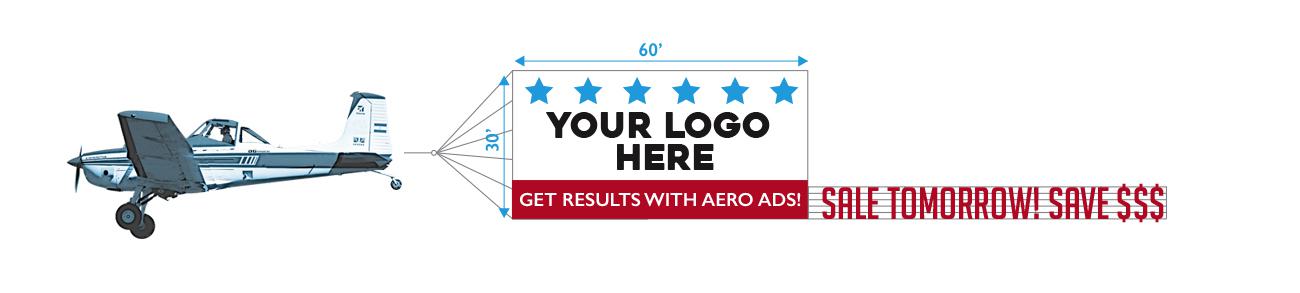 60'
30'
YOUR LOGO
HERE
GET RESULTS WITH AERO ADS!
SALE TOMORROW! SAVE $$$